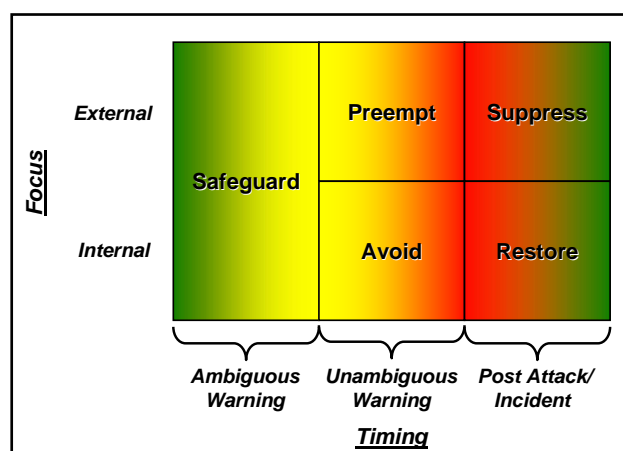 External
Preempt
Suppress
Focus
Safeguard
Internal
Avoid
Restore
Ambiguous
Warning
Unambiguous
Warning
Post Attack/
Incident
Timing